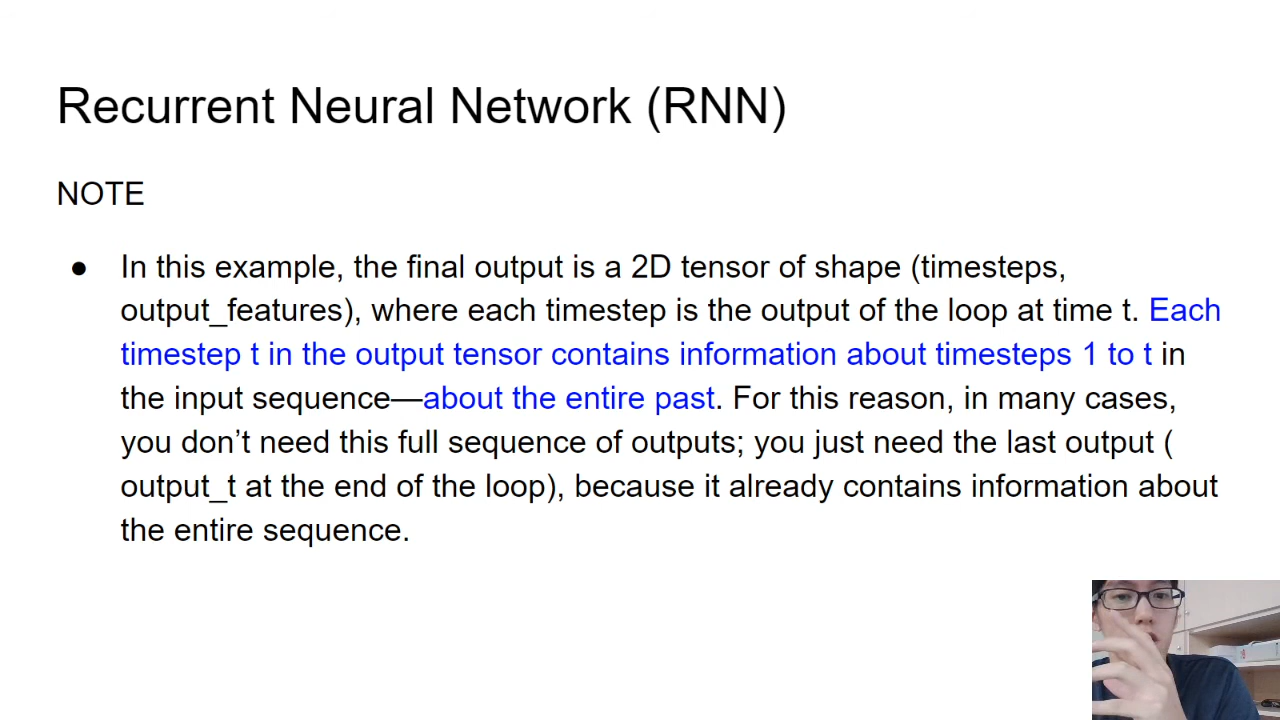 Recurrent Neural Network (RNN)
NOTE
● In this example, the final output is a 2D tensor of shape (timesteps,
output_features), where each timestep is the output of the loop at time t. Each
timestep t in the output tensor contains information about timesteps 1 to t in
the input sequence—about the entire past. For this reason, in many cases,
you don’t need this full sequence of outputs; you just need the last output (
output_t at the end of the loop), because it already contains information about
the entire sequence.